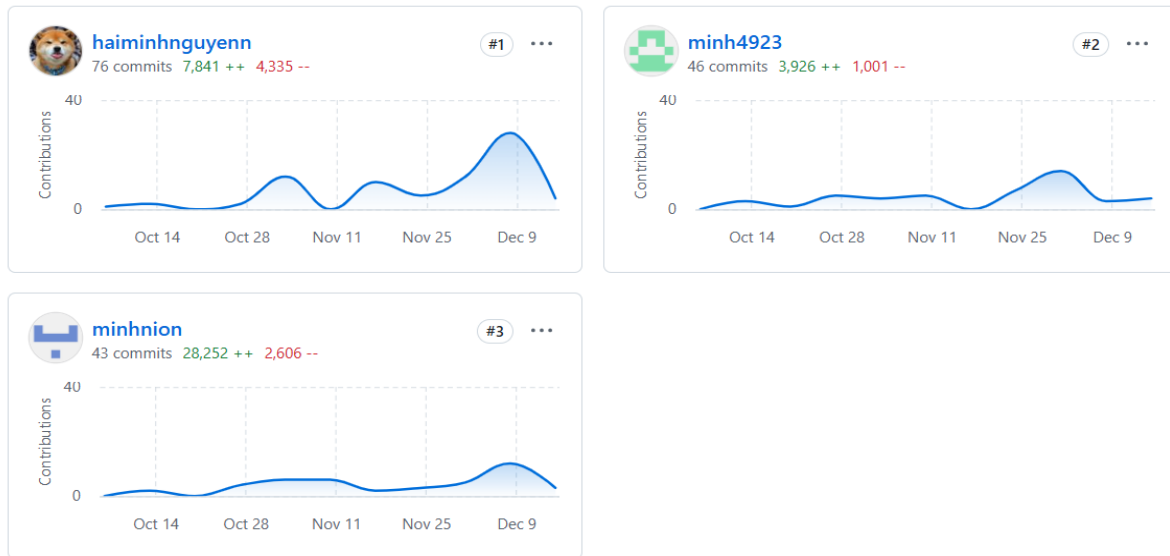 haiminhnguyenn #1 ···
76 commits 7,841 ++ 4,335 --
40
Contributions
0
Oct 14 Oct 28 Nov 11 Nov 25 Dec 9
minh4923 #2 ···
46 commits 3,926 ++ 1,001 --
40
Contributions
0
Oct 14 Oct 28 Nov 11 Nov 25 Dec 9
minhnion #3 ···
43 commits 28,252 ++ 2,606 --
40
Contributions
0
Oct 14 Oct 28 Nov 11 Nov 25 Dec 9